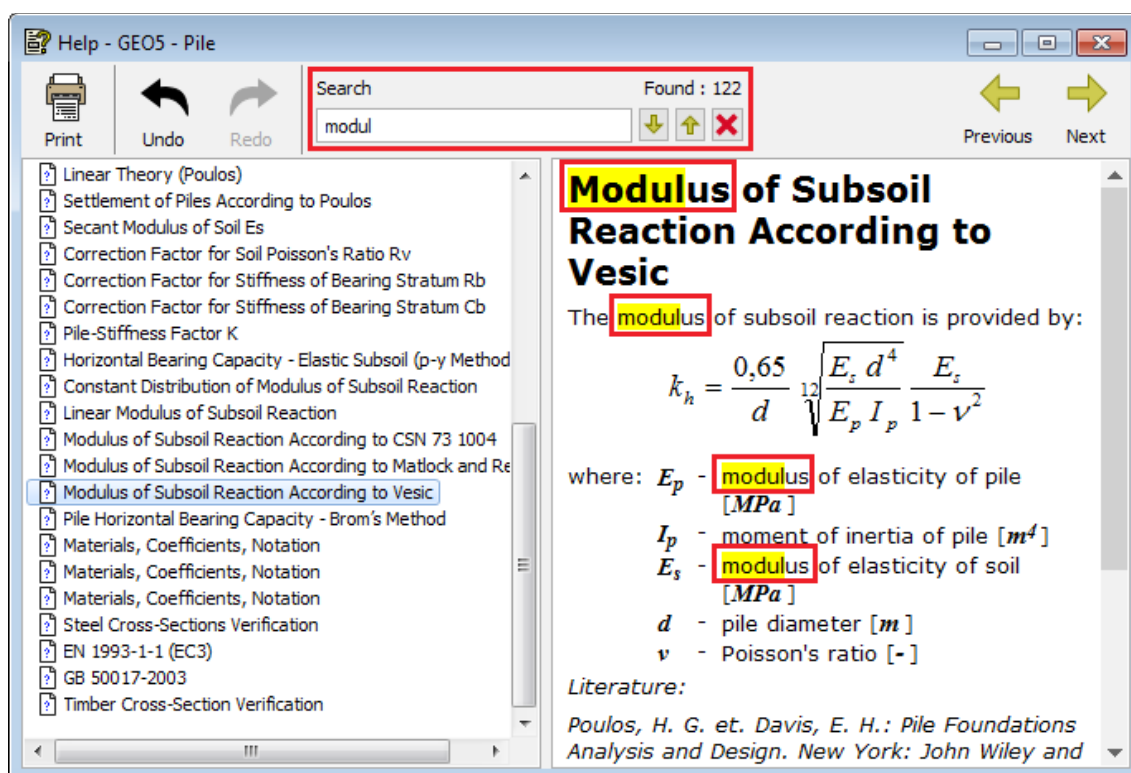 Help - GEO5 - Pile
Print
Undo
Redo
Search
Found : 122
modul
Previous
Next
Linear Theory (Poulos)
Settlement of Piles According to Poulos
Secant Modulus of Soil Es
Correction Factor for Soil Poisson's Ratio Rv
Correction Factor for Stiffness of Bearing Stratum Rb
Correction Factor for Stiffness of Bearing Stratum Cb
Pile-Stiffness Factor K
Horizontal Bearing Capacity - Elastic Subsoil (p-y Method
Constant Distribution of Modulus of Subsoil Reaction
Linear Modulus of Subsoil Reaction
Modulus of Subsoil Reaction According to CSN 73 1004
Modulus of Subsoil Reaction According to Matlock and Re
Modulus of Subsoil Reaction According to Vesic
Pile Horizontal Bearing Capacity - Brom's Method
Materials, Coefficients, Notation
Materials, Coefficients, Notation
Materials, Coefficients, Notation
Steel Cross-Sections Verification
EN 1993-1-1 (EC3)
GB 50017-2003
Timber Cross-Section Verification
Modulus of Subsoil
Reaction According to
Vesic
The modulus of subsoil reaction is provided by:
k_h = 0,65/d ¹²√(E_s d⁴/E_p I_p) E_s/(1 − ν²)
where: E_p - modulus of elasticity of pile
[MPa ]
I_p - moment of inertia of pile [m⁴]
E_s - modulus of elasticity of soil
[MPa ]
d - pile diameter [m ]
ν - Poisson's ratio [-]
Literature:
Poulos, H. G. et. Davis, E. H.: Pile Foundations
Analysis and Design. New York: John Wiley and